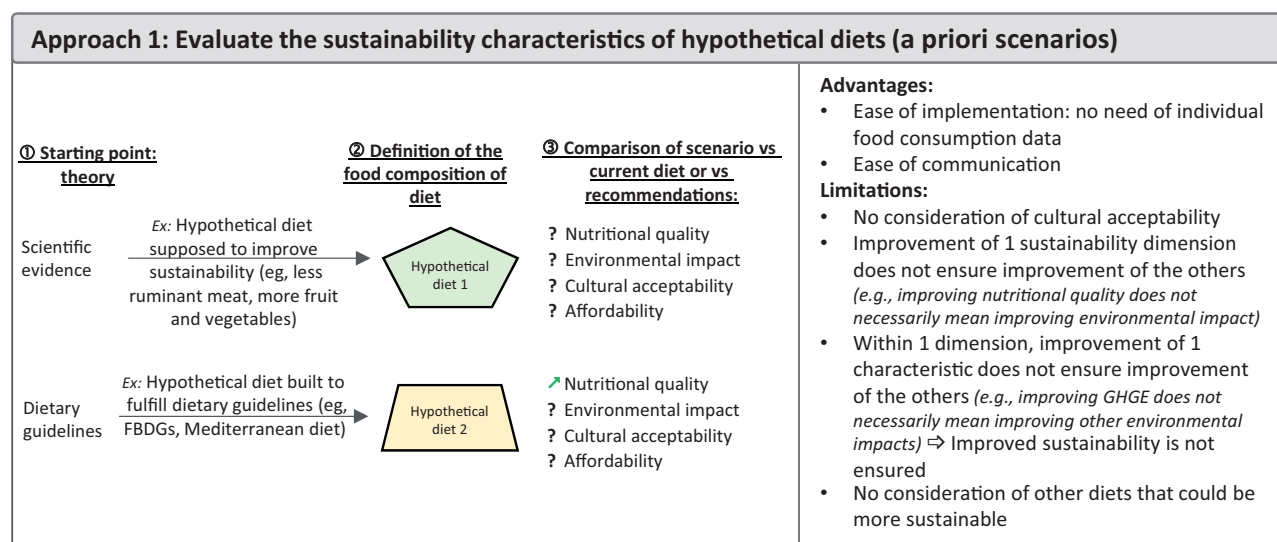 Approach 1: Evaluate the sustainability characteristics of hypothetical diets (a priori scenarios)
① Starting point:
theory
② Definition of the
food composition of
diet
③ Comparison of scenario vs
current diet or vs
recommendations:
Scientific
evidence
Ex: Hypothetical diet
supposed to improve
sustainability (eg, less
ruminant meat, more fruit
and vegetables)
Hypothetical
diet 1
? Nutritional quality
? Environmental impact
? Cultural acceptability
? Affordability
Dietary
guidelines
Ex: Hypothetical diet built to
fulfill dietary guidelines (eg,
FBDGs, Mediterranean diet)
Hypothetical
diet 2
↗ Nutritional quality
? Environmental impact
? Cultural acceptability
? Affordability
Advantages:
• Ease of implementation: no need of individual
food consumption data
• Ease of communication
Limitations:
• No consideration of cultural acceptability
• Improvement of 1 sustainability dimension
does not ensure improvement of the others
(e.g., improving nutritional quality does not
necessarily mean improving environmental impact)
• Within 1 dimension, improvement of 1
characteristic does not ensure improvement
of the others (e.g., improving GHGE does not
necessarily mean improving other environmental
impacts) ⇨ Improved sustainability is not
ensured
• No consideration of other diets that could be
more sustainable